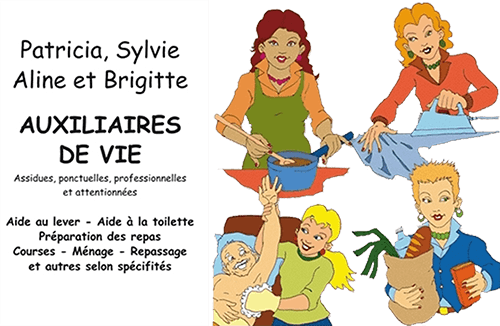 Patricia, Sylvie
Aline et Brigitte
AUXILIAIRES
DE VIE
Assidues, ponctuelles, professionnelles
et attentionnées
Aide au lever - Aide à la toilette
Préparation des repas
Courses - Ménage - Repassage
et autres selon spécifités